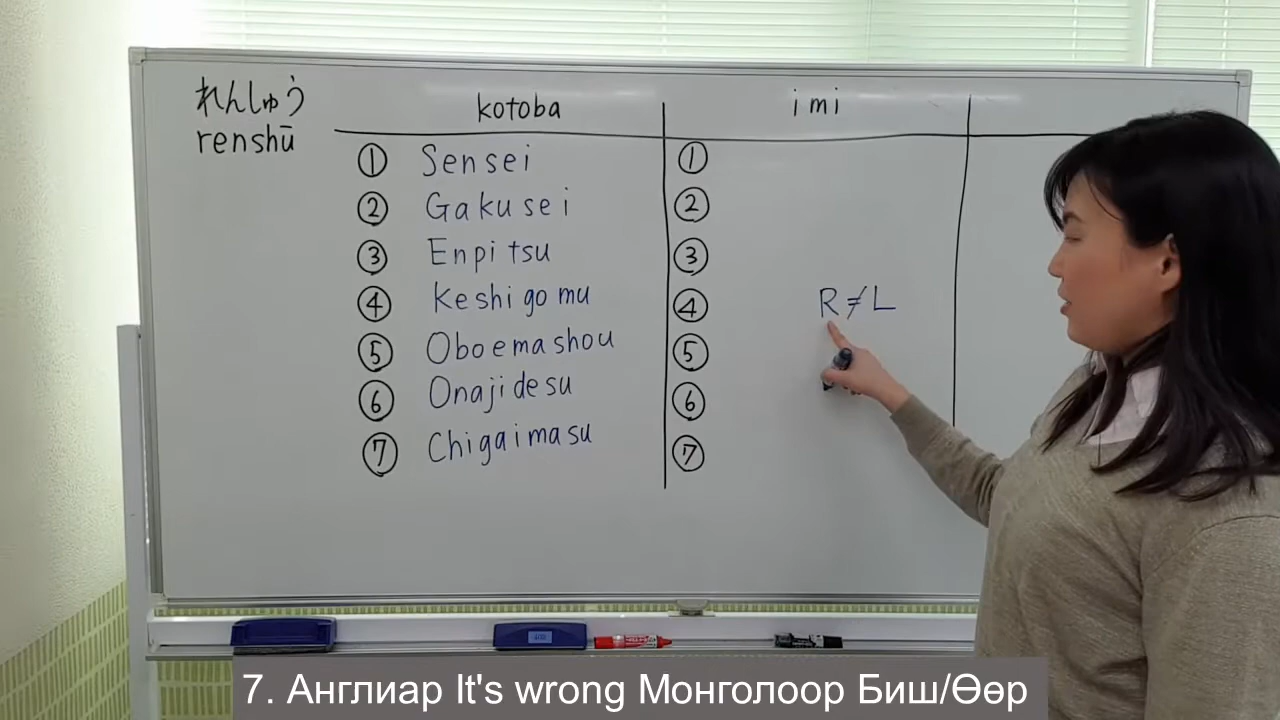 れんしゅう
renshū
kotoba
imi
① Sensei
② Gakusei
③ Enpitsu
④ Keshigomu
⑤ Oboemashou
⑥ Onajidesu
⑦ Chigaimasu
①
②
③
④
⑤
⑥
⑦
R≠L
7. Англиар It's wrong Монголоор Биш/Өөр